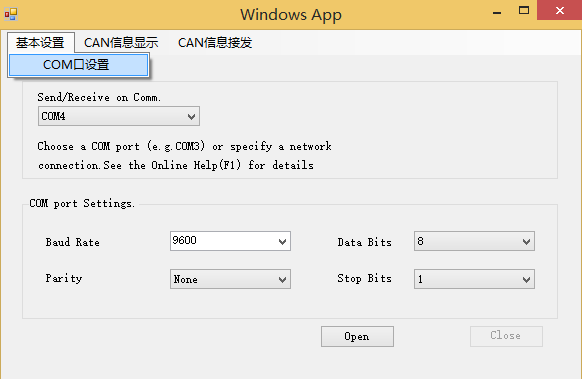 Windows App
基本设置 CAN信息显示 CAN信息接发
COM口设置
Send/Receive on Comm.
COM4
Choose a COM port (e.g.COM3) or specify a network
connection.See the Online Help(F1) for details
COM port Settings.
Baud Rate 9600 Data Bits 8
Parity None Stop Bits 1
Open Close